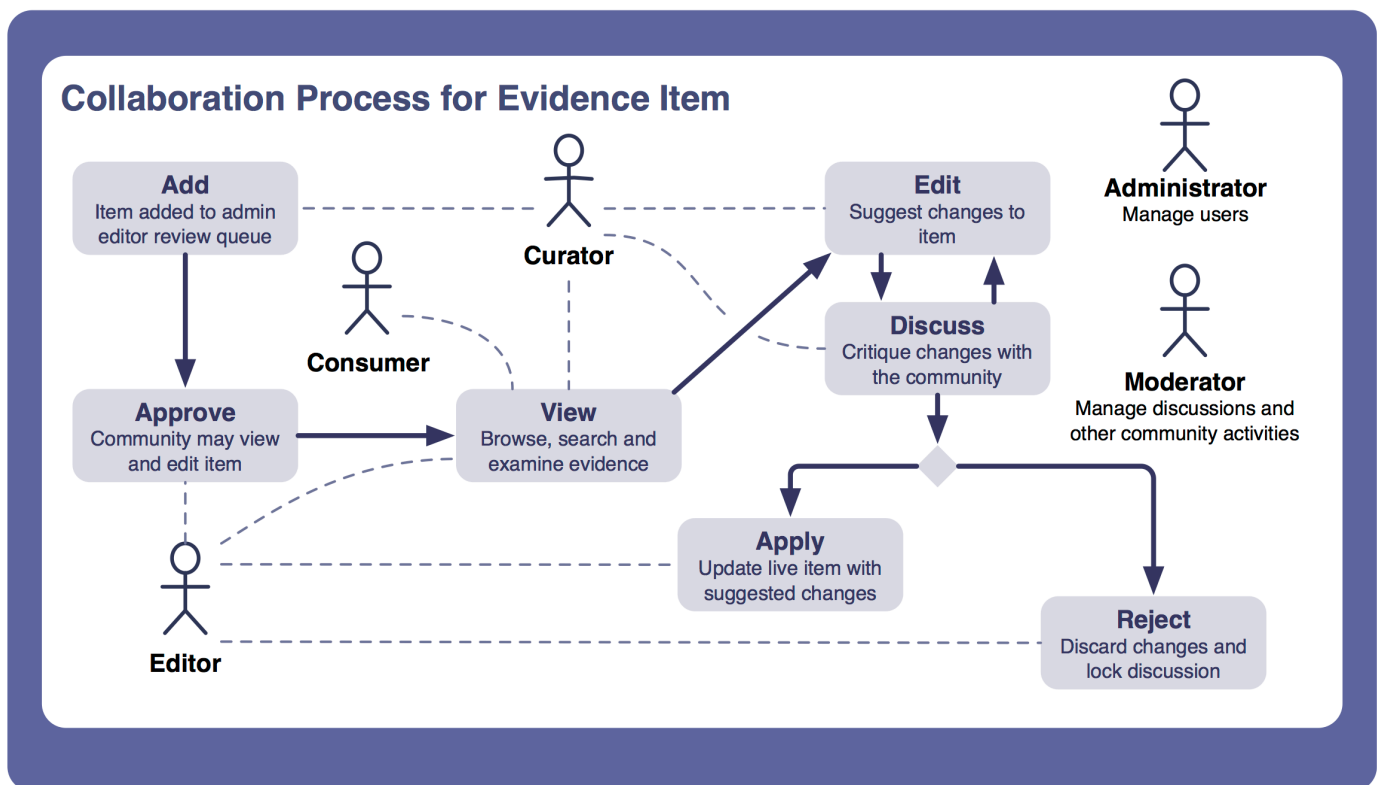 Collaboration Process for Evidence Item
Add
Item added to admin
editor review queue
Curator
Edit
Suggest changes to
item
Administrator
Manage users
Consumer
Discuss
Critique changes with
the community
Moderator
Manage discussions and
other community activities
Approve
Community may view
and edit item
View
Browse, search and
examine evidence
Apply
Update live item with
suggested changes
Editor
Reject
Discard changes and
lock discussion